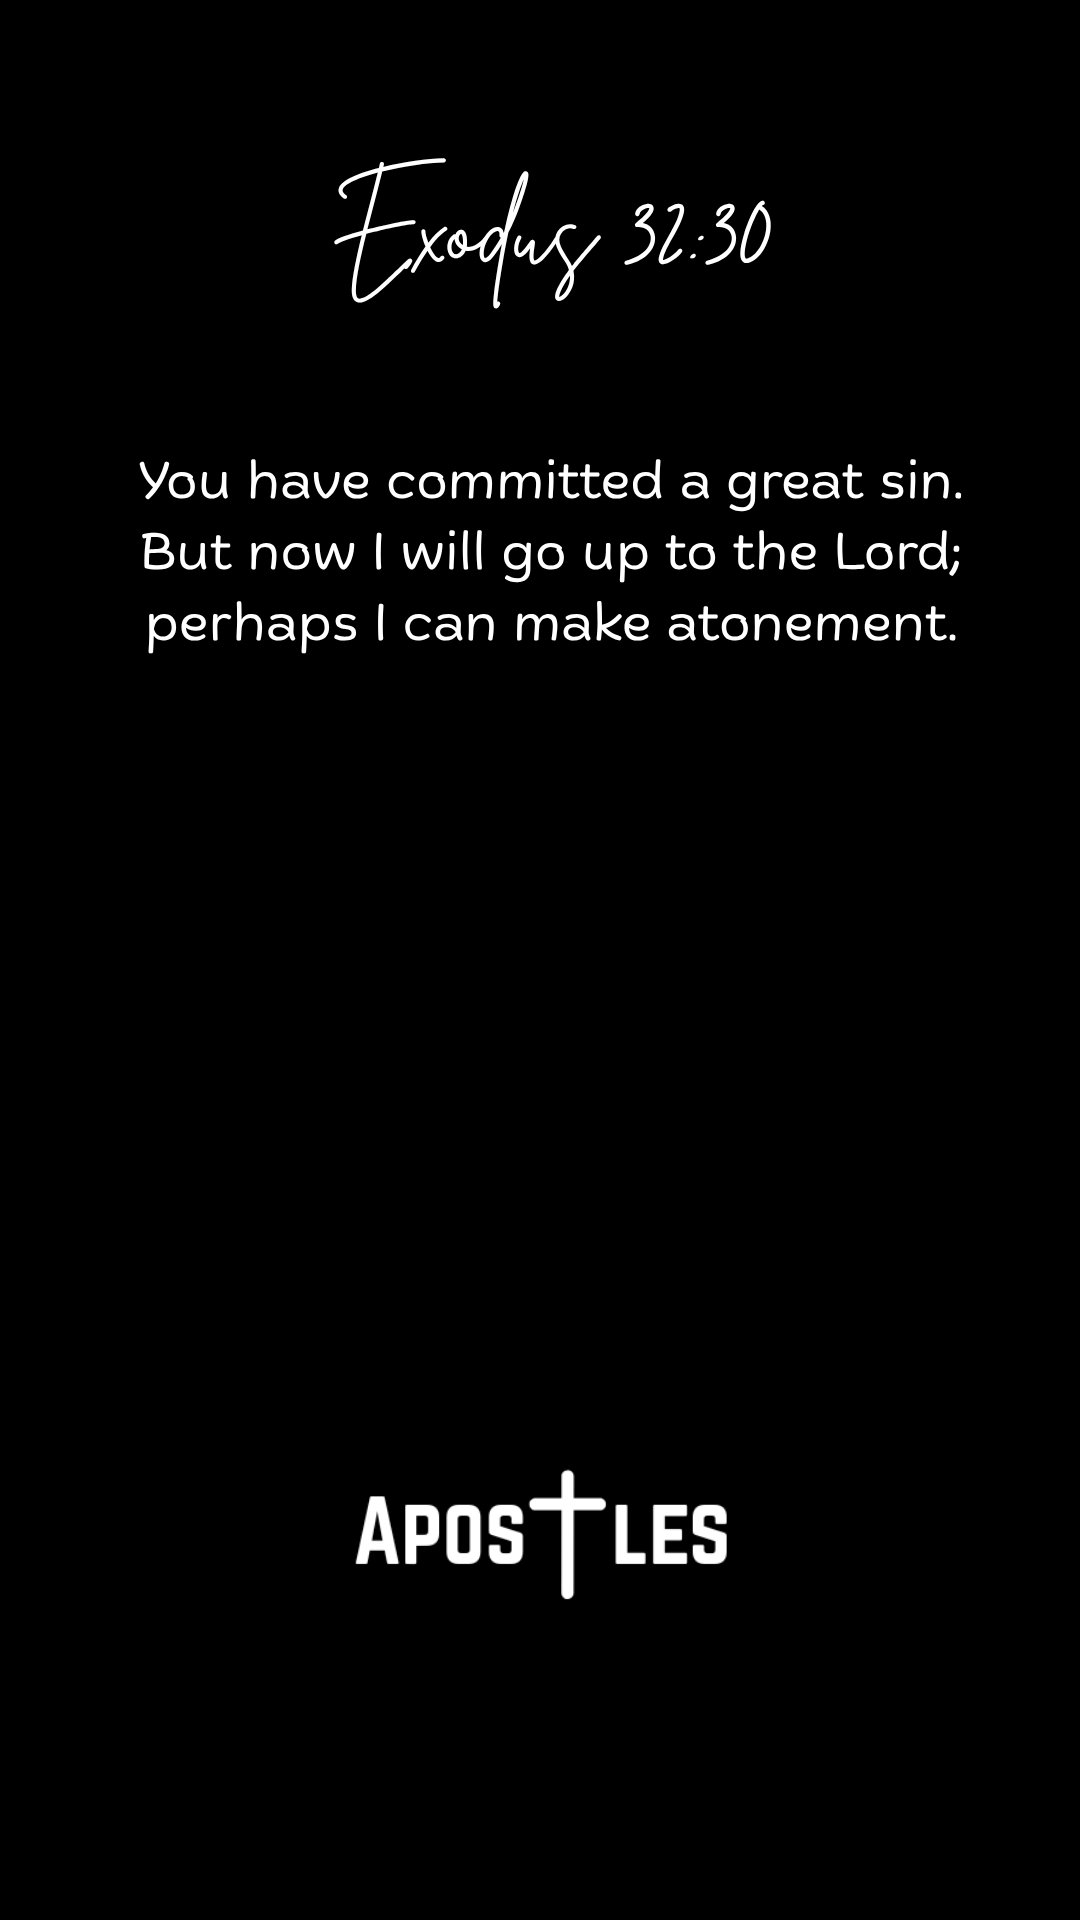 Exodus 32:30
You have committed a great sin.
But now I will go up to the Lord;
perhaps I can make atonement.
APOSTLES